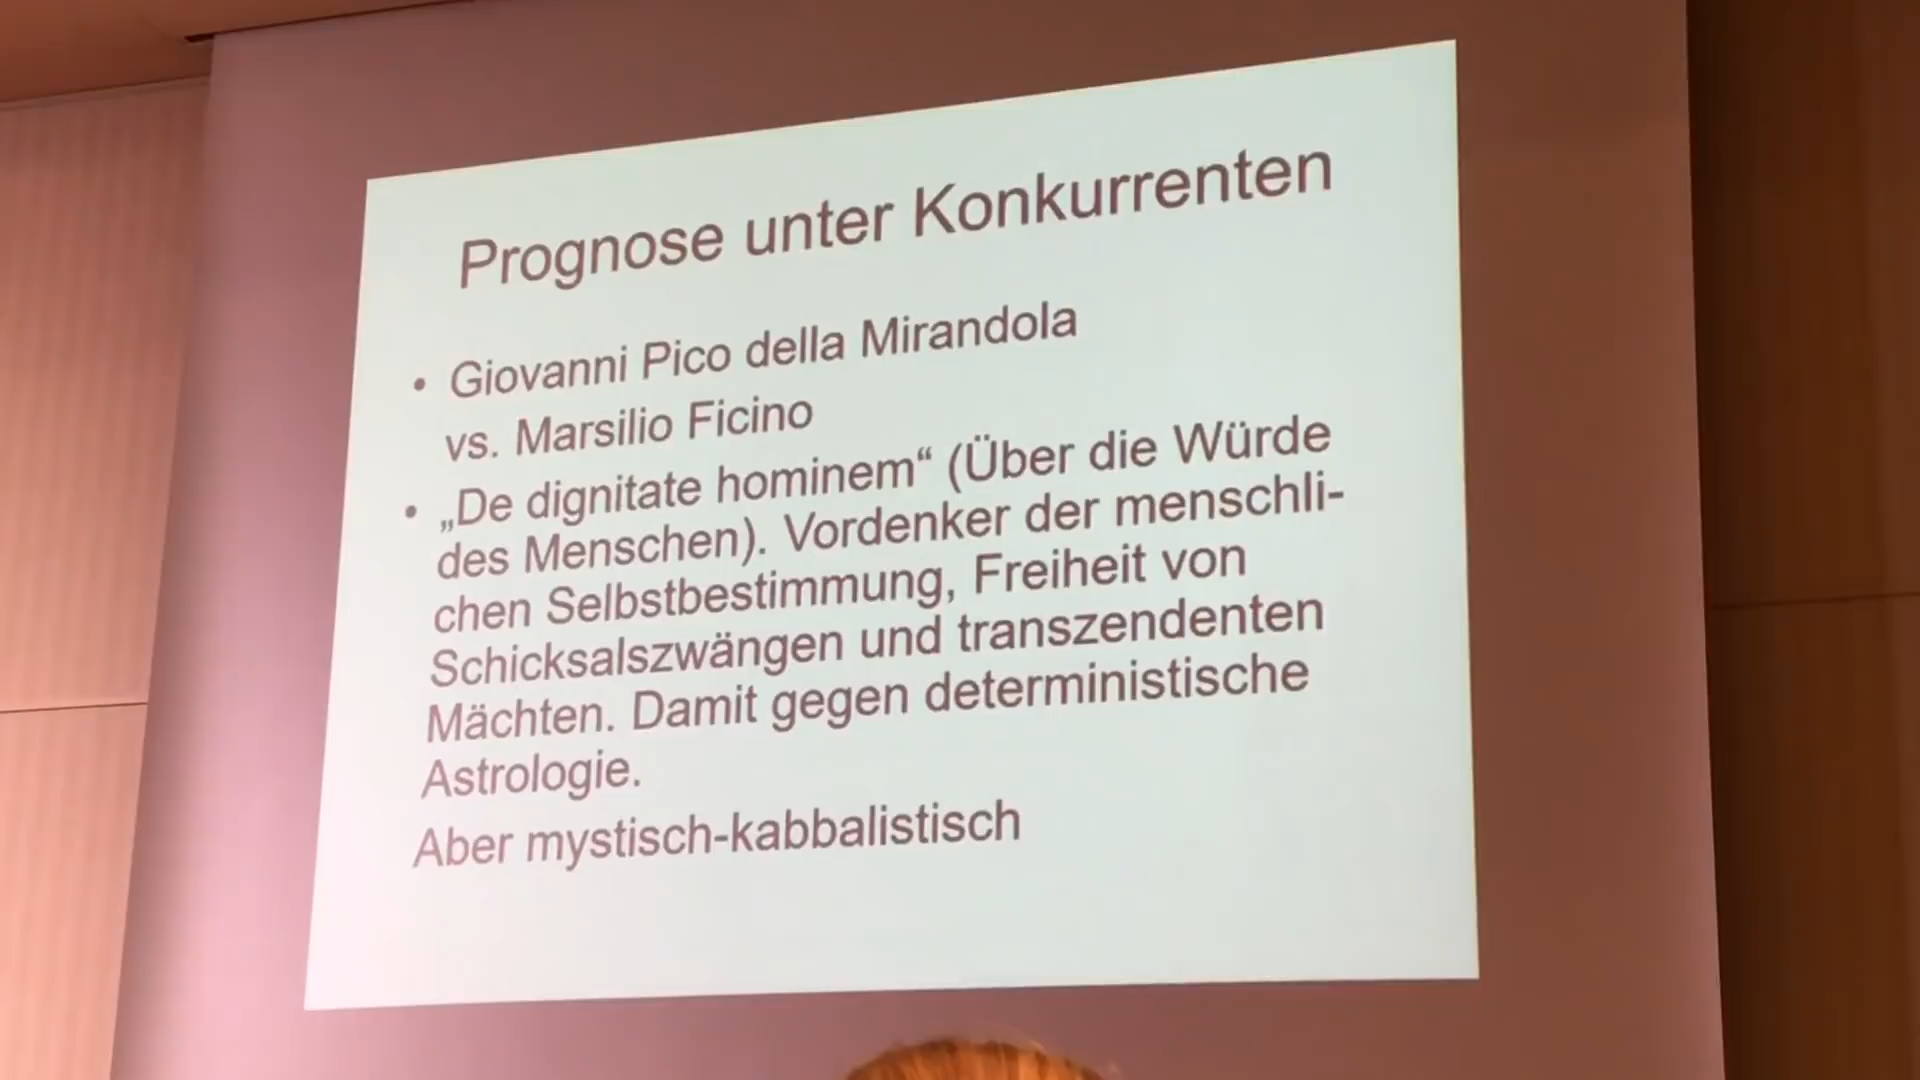 Prognose unter Konkurrenten
• Giovanni Pico della Mirandola
vs. Marsilio Ficino
• „De dignitate hominem“ (Über die Würde
des Menschen). Vordenker der menschli-
chen Selbstbestimmung, Freiheit von
Schicksalszwängen und transzendenten
Mächten. Damit gegen deterministische
Astrologie.
Aber mystisch-kabbalistisch